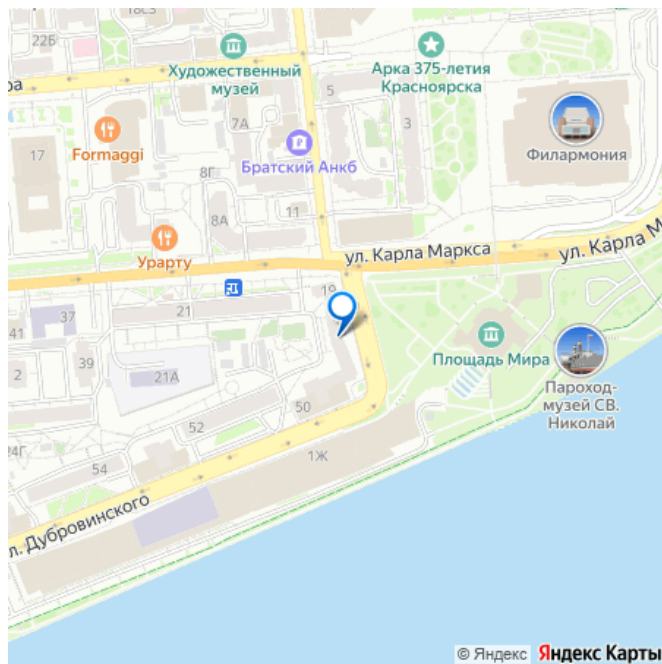 18с3
22Б
Художественный
музей
Арка 375-летия
Красноярска
5
7А
3
17
Formaggi
Братский Анкб
Филармония
8Г
8А
11
Урарту
ул. Карла Маркса
ул. Карла М
19
21
37
41
39
2
21А
Площадь Мира
Пароход-
музей СВ.
Николай
50
52
24Г
54
1Ж
л. Дубровинского
© Яндекс Яндекс Карты